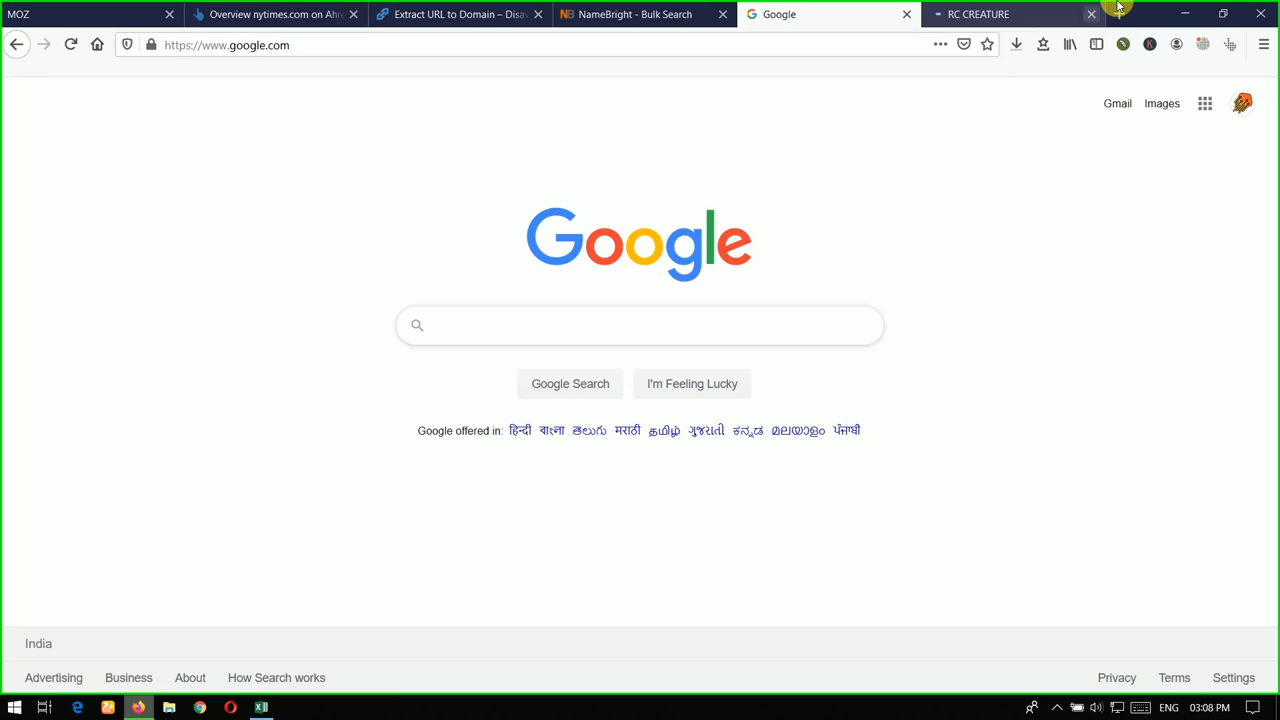 MOZ
Overview nytimes.com on Ahre
Extract URL to Domain – Disav
NB NameBright - Bulk Search
G Google
RC CREATURE
https://www.google.com
Gmail Images
Google
Google Search I'm Feeling Lucky
Google offered in: हिन्दी বাংলা తెలుగు मराठी தமிழ் ગુજરાતી ಕನ್ನಡ മലയാളം ਪੰਜਾਬੀ
India
Advertising Business About How Search works
Privacy Terms Settings
ENG 03:08 PM